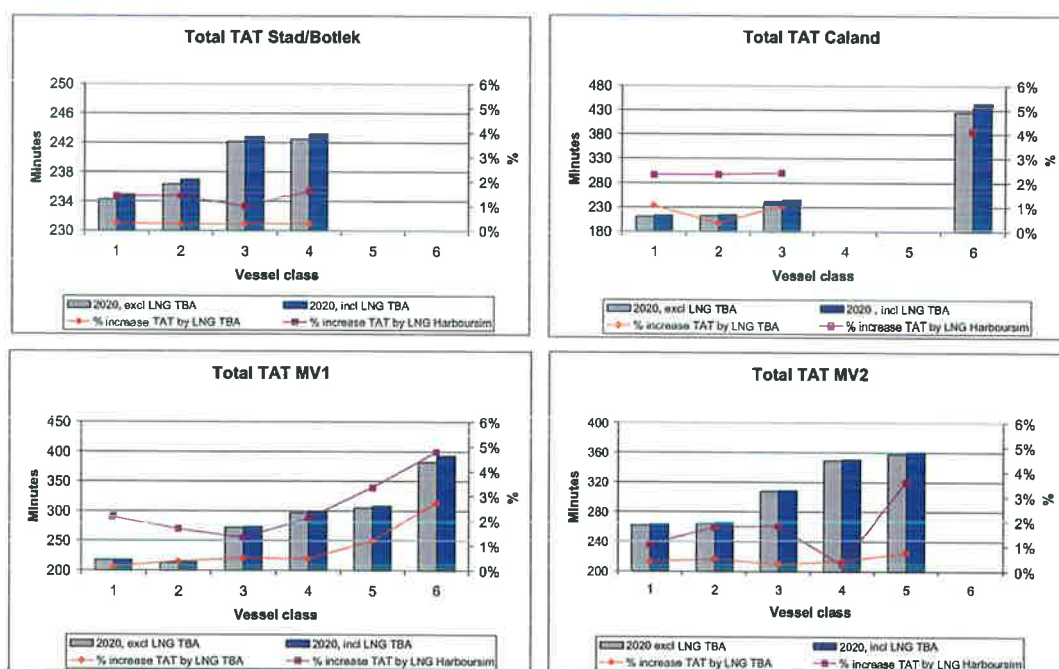 Total TAT Stad/Botlek
250
246
242
238
234
230
Minutes
6%
5%
4%
3%
2%
1%
0%
%
1 2 3 4 5 6
Vessel class
2020, excl LNG TBA 2020, incl LNG TBA
% increase TAT by LNG TBA % increase TAT by LNG Harboursim
Total TAT Caland
480
430
380
330
280
230
180
Minutes
6%
5%
4%
3%
2%
1%
0%
%
1 2 3 4 5 6
Vessel class
2020, excl LNG TBA 2020 , incl LNG TBA
% increase TAT by LNG TBA % increase TAT by LNG Harboursim
Total TAT MV1
450
400
350
300
250
200
Minutes
6%
5%
4%
3%
2%
1%
0%
%
1 2 3 4 5 6
Vessel class
2020, excl LNG TBA 2020, incl LNG TBA
% increase TAT by LNG TBA % increase TAT by LNG Harboursim
Total TAT MV2
400
360
320
280
240
200
Minutes
6%
5%
4%
3%
2%
1%
0%
%
1 2 3 4 5 6
Vessel class
2020 excl LNG TBA 2020, incl LNG TBA
% increase TAT by LNG TBA % increase TAT by LNG Harboursim